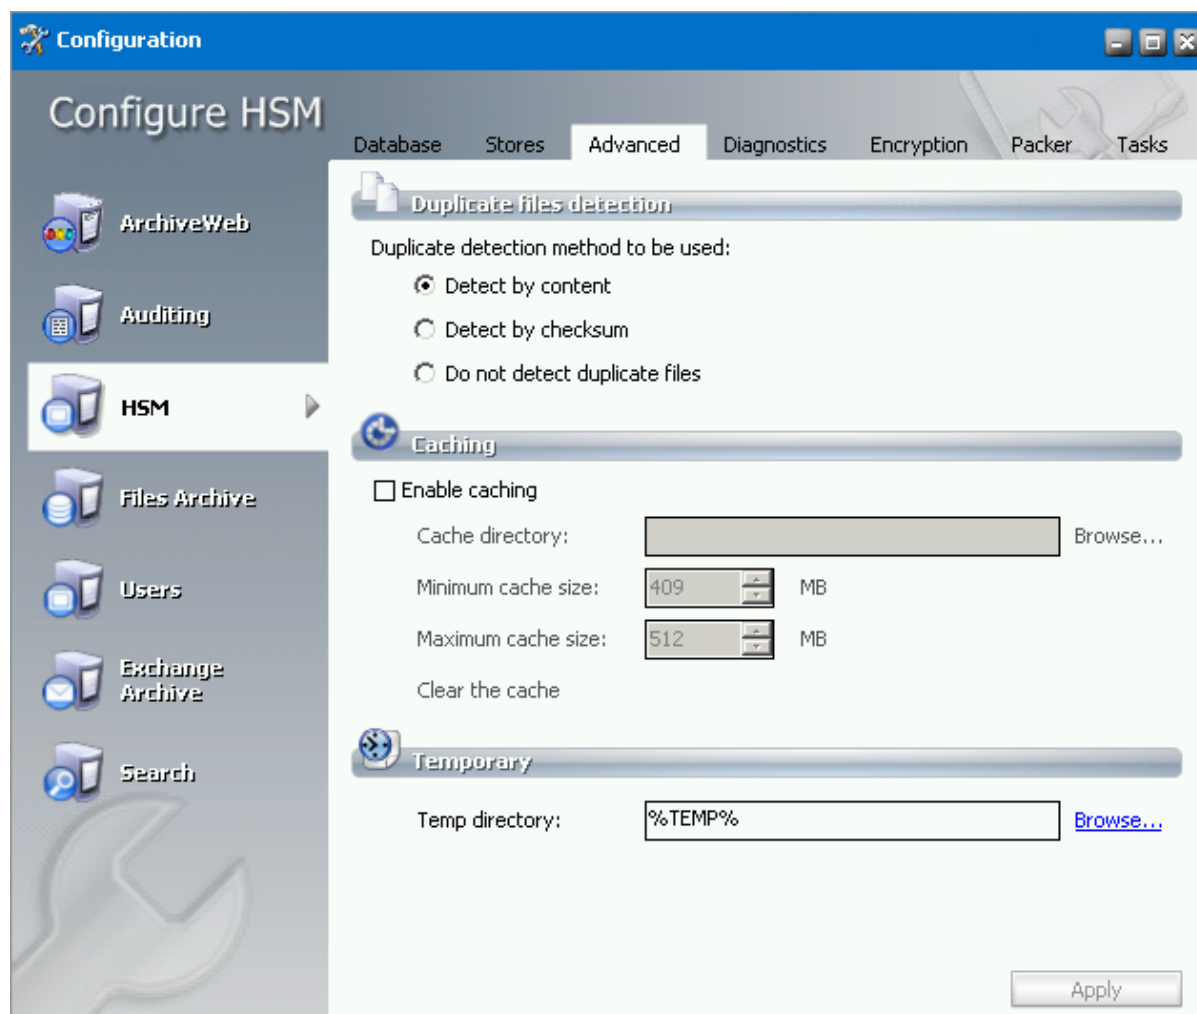 Configuration
Configure HSM
Database Stores Advanced Diagnostics Encryption Packer Tasks
ArchiveWeb
Auditing
HSM
Files Archive
Users
Exchange
Archive
Search
Duplicate files detection
Duplicate detection method to be used:
Detect by content
Detect by checksum
Do not detect duplicate files
Caching
Enable caching
Cache directory: Browse...
Minimum cache size: 409 MB
Maximum cache size: 512 MB
Clear the cache
Temporary
Temp directory: %TEMP% Browse...
Apply